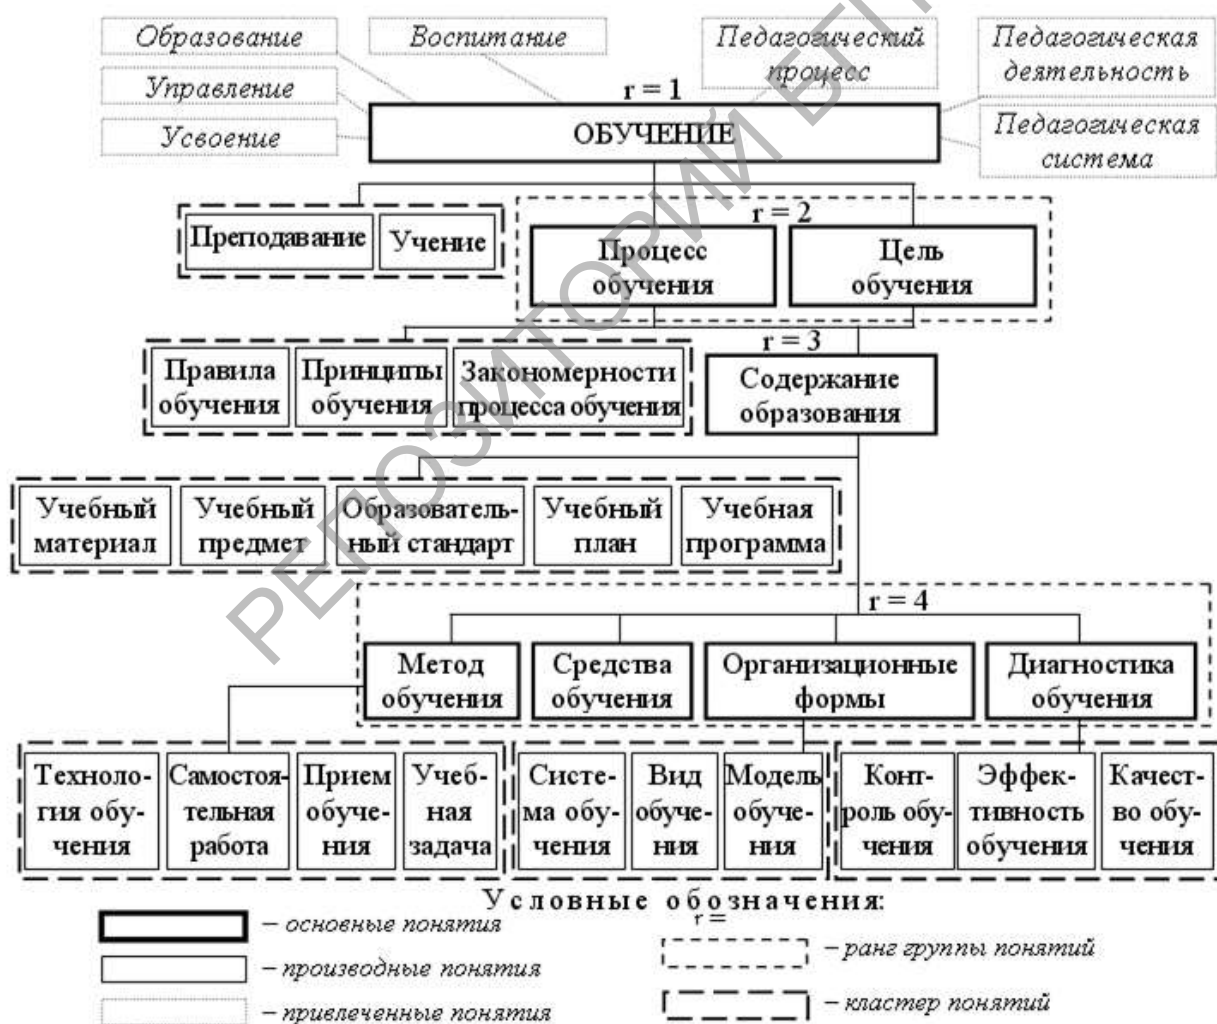 Образование
Воспитание
Педагогический
процесс
Педагогическая
деятельность
Управление
Усвоение
Педагогическая
система
r = 1
ОБУЧЕНИЕ
Преподавание
Учение
r = 2
Процесс
обучения
Цель
обучения
r = 3
Правила
обучения
Принципы
обучения
Закономерности
процесса обучения
Содержание
образования
Учебный
материал
Учебный
предмет
Образователь-
ный стандарт
Учебный
план
Учебная
программа
r = 4
Метод
обучения
Средства
обучения
Организационные
формы
Диагностика
обучения
Техноло-
гия обу-
чения
Самостоя-
тельная
работа
Прием
обуче-
ния
Учеб-
ная
задача
Систе-
ма обу-
чения
Вид
обуче-
ния
Модель
обуче-
ния
Конт-
роль обу-
чения
Эффек-
тивность
обучения
Качест-
во обу-
чения
Условные обозначения:
– основные понятия
– производные понятия
– привлеченные понятия
r =
– ранг группы понятий
– кластер понятий
РЕПОЗИТОРИЙ БГП